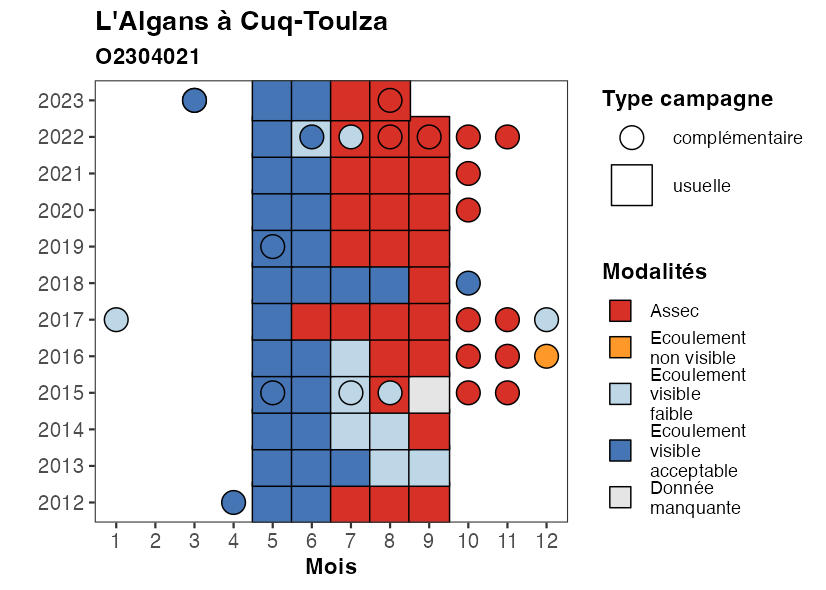 L'Algans à Cuq-Toulza
O2304021
2023
2022
2021
2020
2019
2018
2017
2016
2015
2014
2013
2012
1 2 3 4 5 6 7 8 9 10 11 12
Mois
Type campagne
complémentaire
usuelle
Modalités
Assec
Ecoulement
non visible
Ecoulement
visible
faible
Ecoulement
visible
acceptable
Donnée
manquante